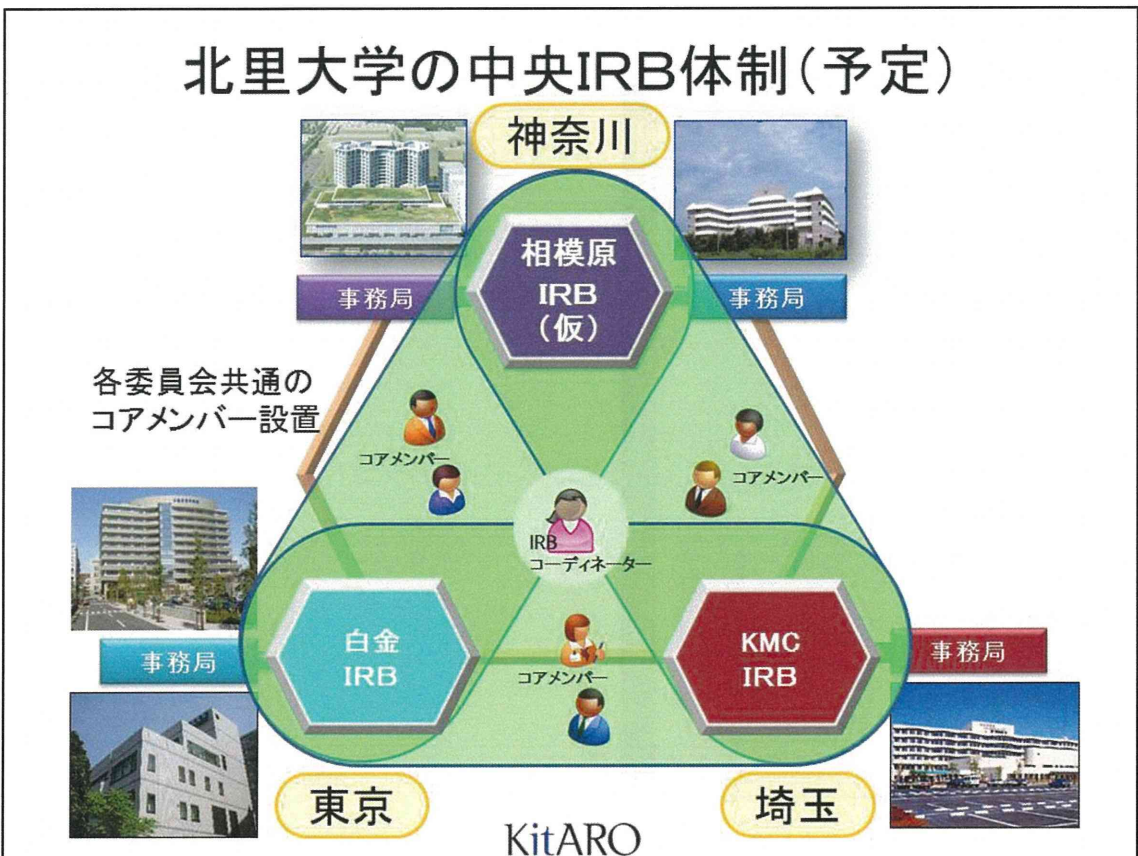 北里大学の中央IRB体制(予定)
神奈川
相模原
IRB
(仮)
事務局
事務局
各委員会共通の
コアメンバー設置
コアメンバー
コアメンバー
IRB
コーディネーター
白金
IRB
事務局
コアメンバー
KMC
IRB
事務局
東京
埼玉
KitARO